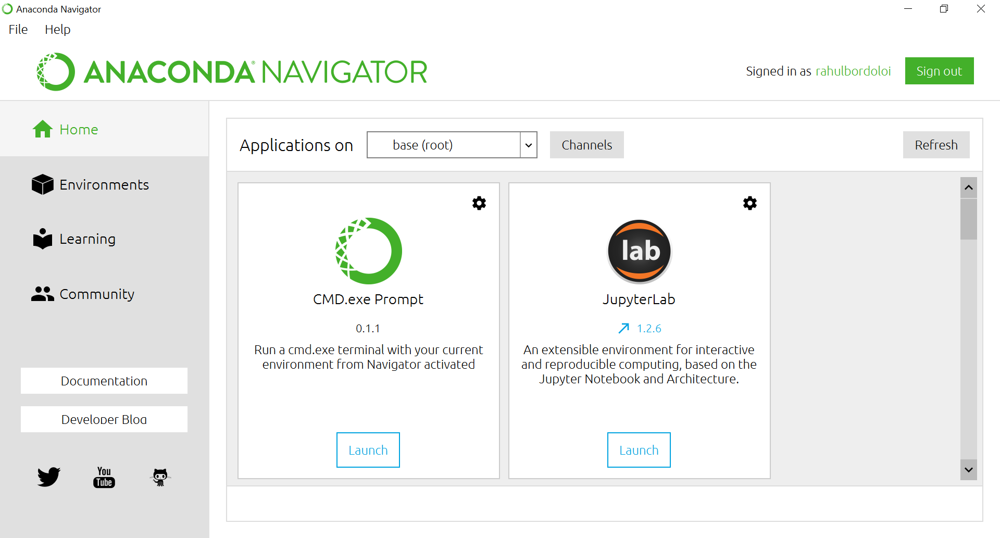 Anaconda Navigator
File Help
ANACONDA® NAVIGATOR
Signed in as rahulbordoloi Sign out
Home
Environments
Learning
Community
Documentation
Developer Blog
You
Tube
Applications on base (root) Channels Refresh
CMD.exe Prompt
0.1.1
Run a cmd.exe terminal with your current
environment from Navigator activated
Launch
lab
JupyterLab
1.2.6
An extensible environment for interactive
and reproducible computing, based on the
Jupyter Notebook and Architecture.
Launch